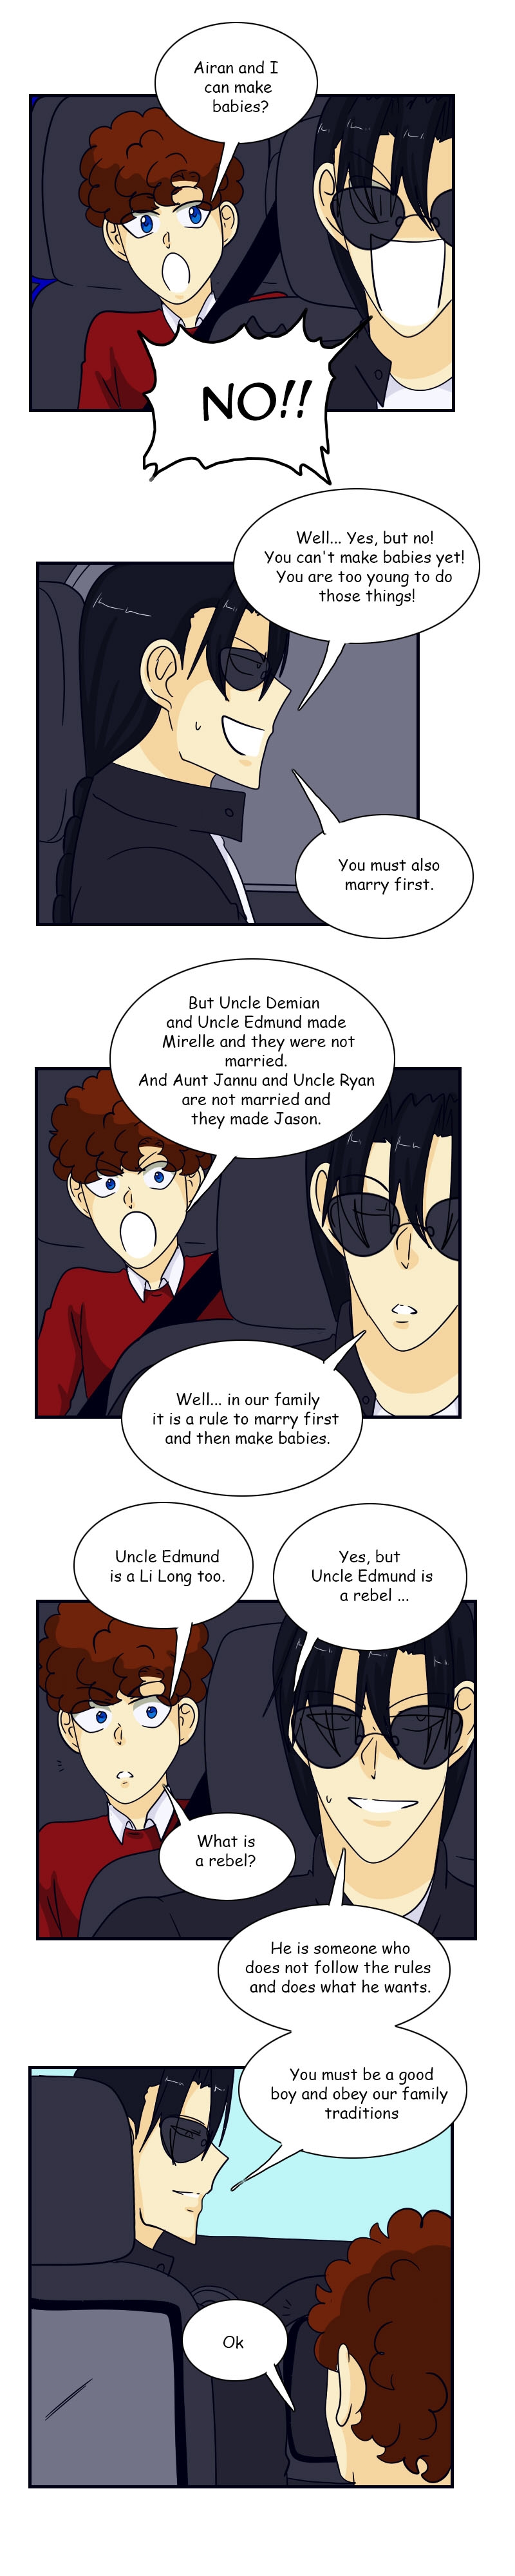 Airan and I
can make
babies?
NO!!
Well... Yes, but no!
You can't make babies yet!
You are too young to do
those things!
You must also
marry first.
But Uncle Demian
and Uncle Edmund made
Mirelle and they were not
married.
And Aunt Jannu and Uncle Ryan
are not married and
they made Jason.
Well... in our family
it is a rule to marry first
and then make babies.
Uncle Edmund
is a Li Long too.
Yes, but
Uncle Edmund is
a rebel ...
What is
a rebel?
He is someone who
does not follow the rules
and does what he wants.
You must be a good
boy and obey our family
traditions
Ok